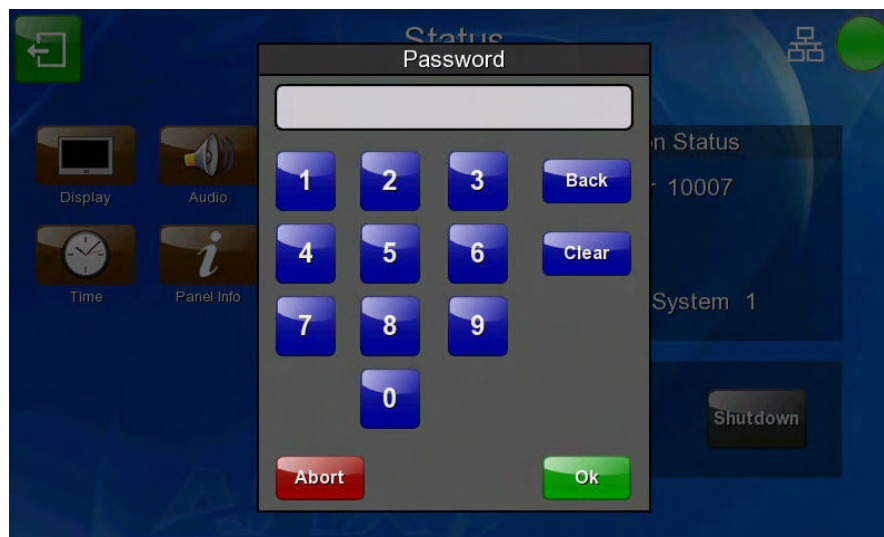 Status
Password
1 2 3 Back
4 5 6 Clear
7 8 9
0
Abort Ok
Display Audio
Time Panel Info
n Status
10007
System 1
Shutdown